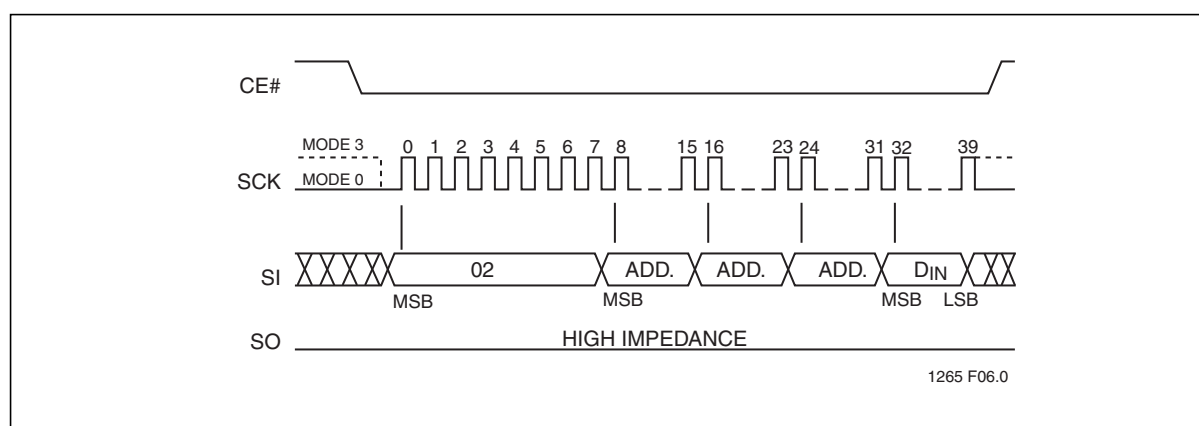 CE#
MODE 3 0 1 2 3 4 5 6 7 8 15 16 23 24 31 32 39
SCK MODE 0
SI 02 ADD. ADD. ADD. DIN
MSB MSB MSB LSB
SO HIGH IMPEDANCE
1265 F06.0